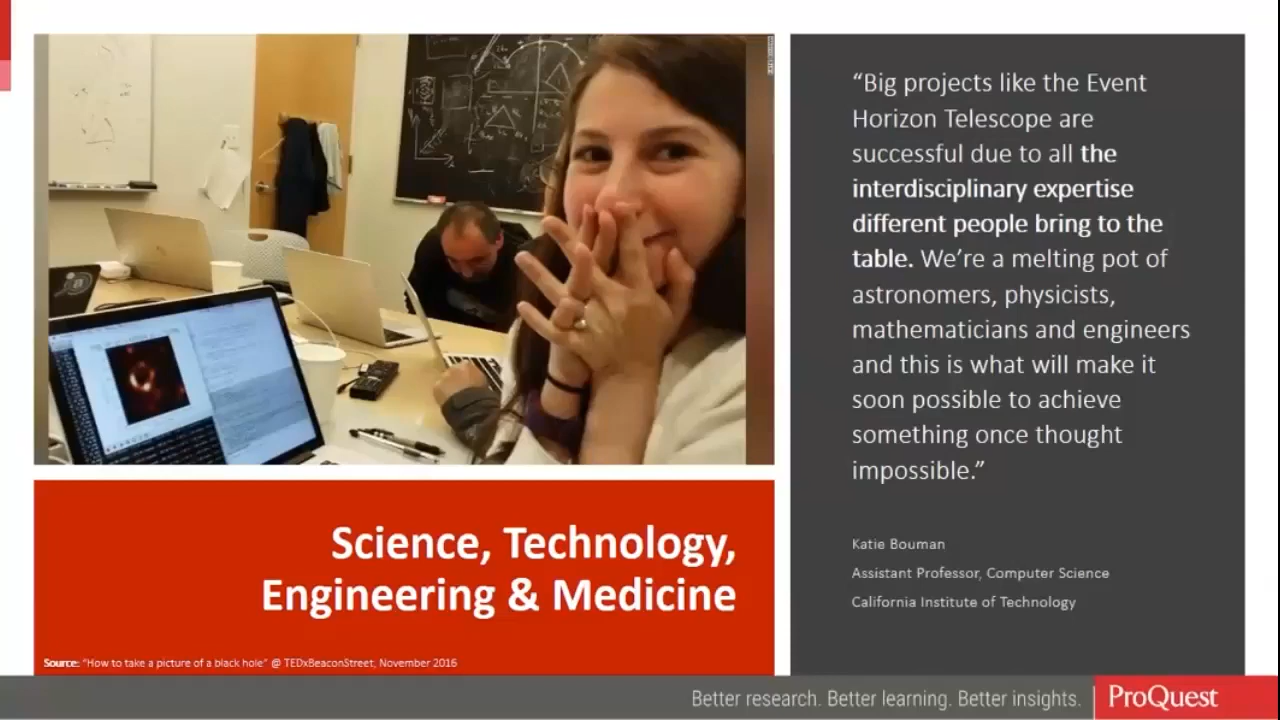 “Big projects like the Event
Horizon Telescope are
successful due to all the
interdisciplinary expertise
different people bring to the
table. We’re a melting pot of
astronomers, physicists,
mathematicians and engineers
and this is what will make it
soon possible to achieve
something once thought
impossible.”
Katie Bouman
Assistant Professor, Computer Science
California Institute of Technology
Science, Technology,
Engineering & Medicine
Source: “How to take a picture of a black hole” @ TEDxBeaconStreet, November 2016
Better research. Better learning. Better insights.
ProQuest